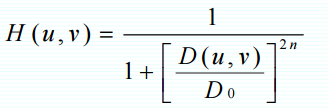 H (u, v) = 1 / (1 + [D (u, v) / D₀]²ⁿ)